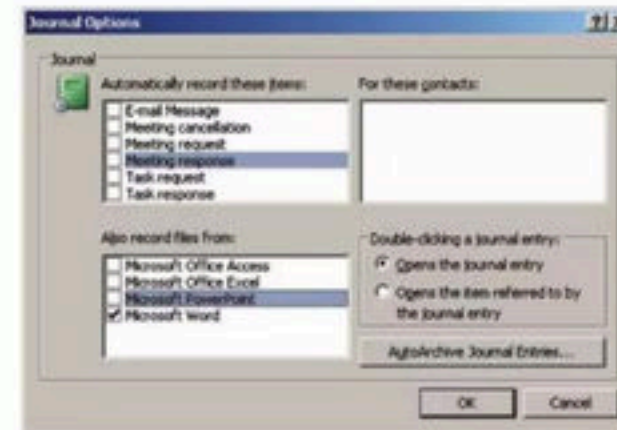 Journal Options
Journal
Automatically record these items:
E-mail Message
Meeting cancellation
Meeting request
Meeting response
Task request
Task response
For these contacts:
Also record files from:
Microsoft Office Access
Microsoft Office Excel
Microsoft PowerPoint
Microsoft Word
Double-clicking a journal entry:
Opens the journal entry
Opens the item referred to by
the journal entry
AutoArchive Journal Entries...
OK
Cancel